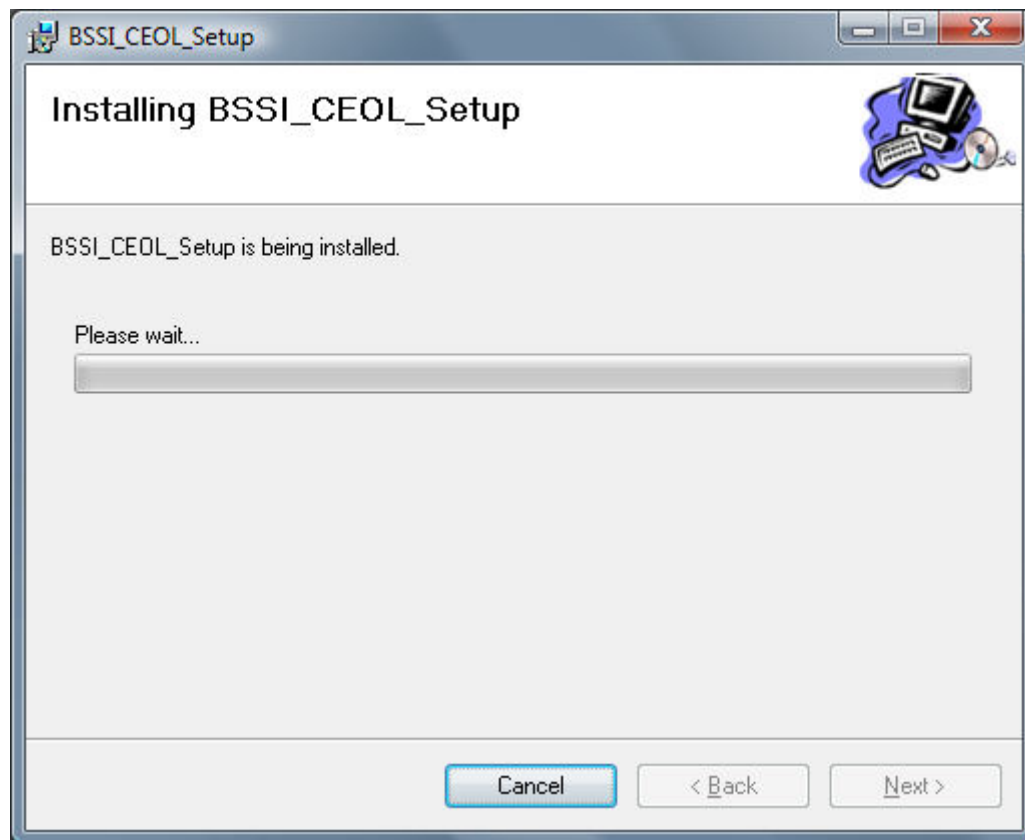 BSSI_CEOL_Setup
Installing BSSI_CEOL_Setup
BSSI_CEOL_Setup is being installed.
Please wait...
Cancel
< Back
Next >